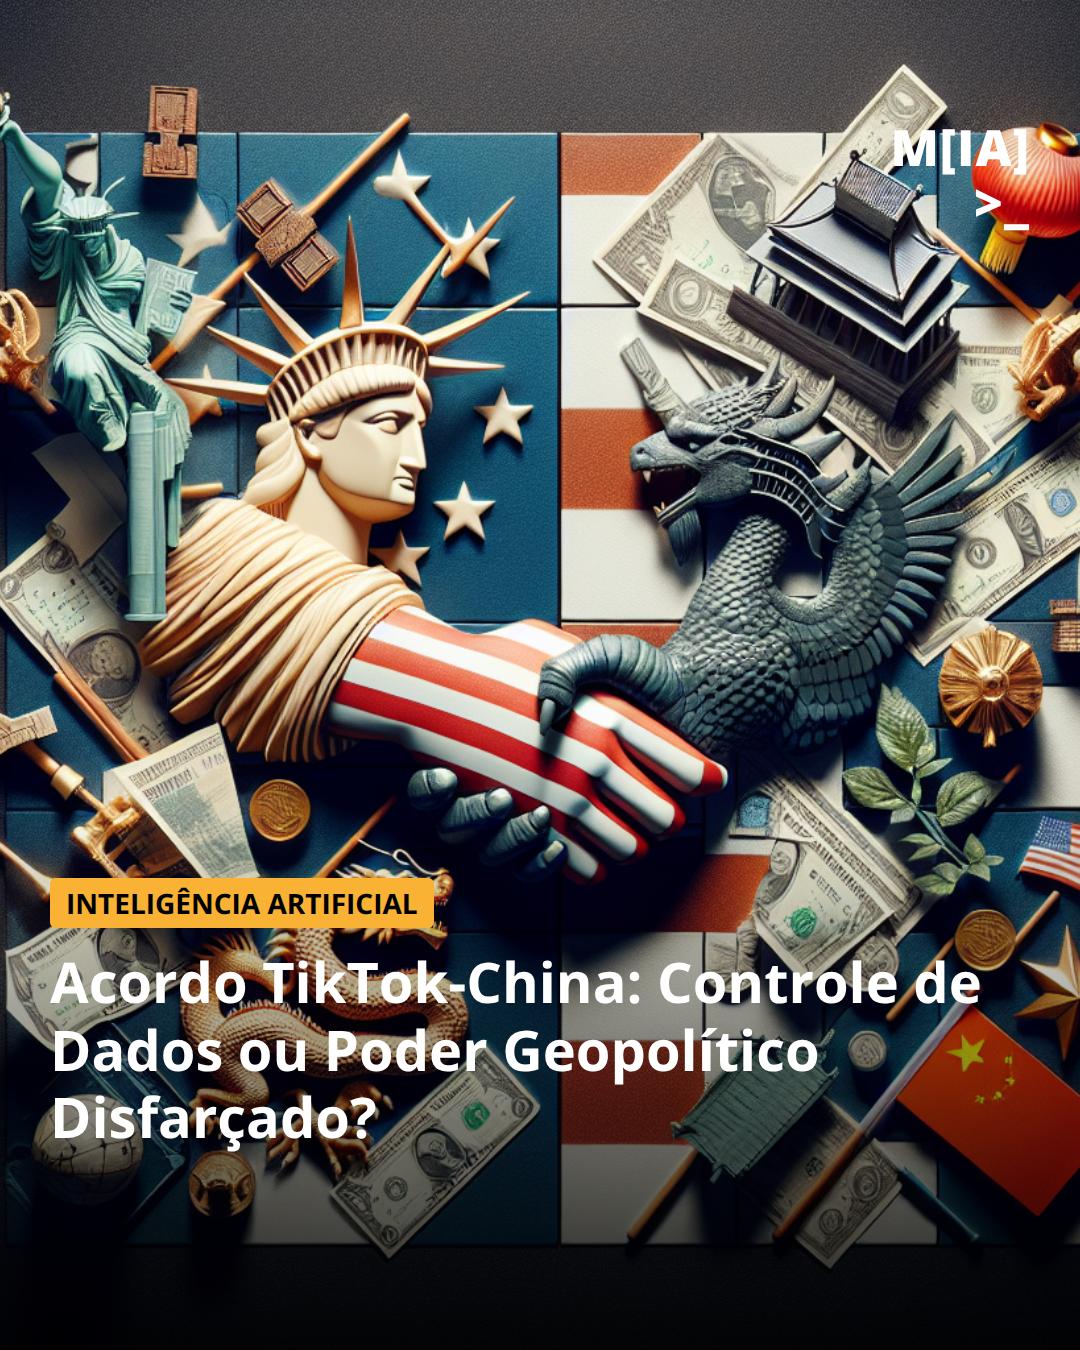 M[IA]
>_
INTELIGÊNCIA ARTIFICIAL
Acordo TikTok-China: Controle de
Dados ou Poder Geopolítico
Disfarçado?